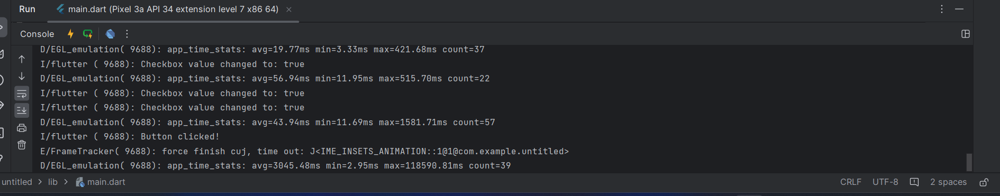 Run main.dart (Pixel 3a API 34 extension level 7 x86 64)
Console
D/EGL_emulation( 9688): app_time_stats: avg=19.77ms min=3.33ms max=421.68ms count=37
I/flutter ( 9688): Checkbox value changed to: true
D/EGL_emulation( 9688): app_time_stats: avg=56.94ms min=11.95ms max=515.70ms count=22
I/flutter ( 9688): Checkbox value changed to: true
I/flutter ( 9688): Checkbox value changed to: true
D/EGL_emulation( 9688): app_time_stats: avg=43.94ms min=11.69ms max=1581.71ms count=57
I/flutter ( 9688): Button clicked!
E/FrameTracker( 9688): force finish cuj, time out: J<IME_INSETS_ANIMATION::1@1@com.example.untitled>
D/EGL_emulation( 9688): app_time_stats: avg=3045.48ms min=2.95ms max=118590.81ms count=39
untitled > lib > main.dart CRLF UTF-8 2 spaces